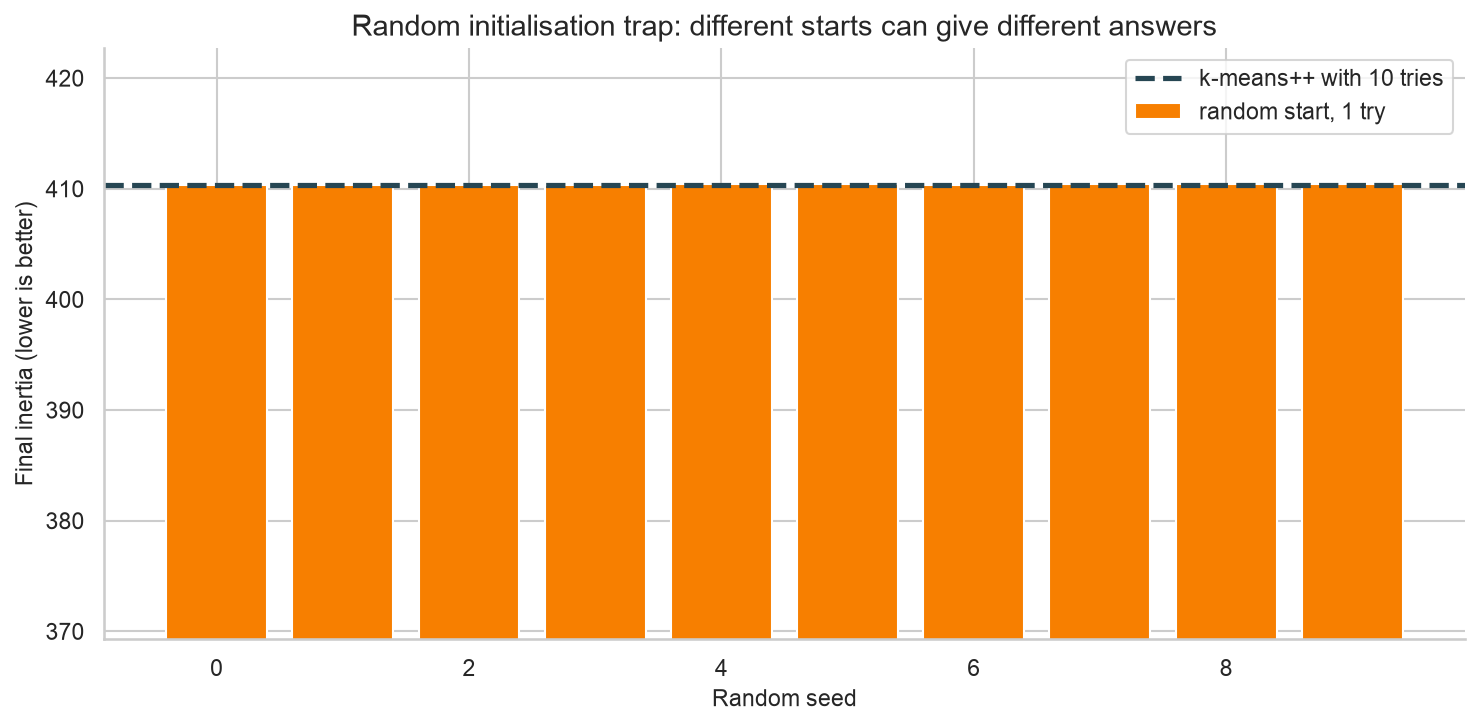 Random initialisation trap: different starts can give different answers
k-means++ with 10 tries
random start, 1 try
Final inertia (lower is better)
420
410
400
390
380
370
0 2 4 6 8
Random seed